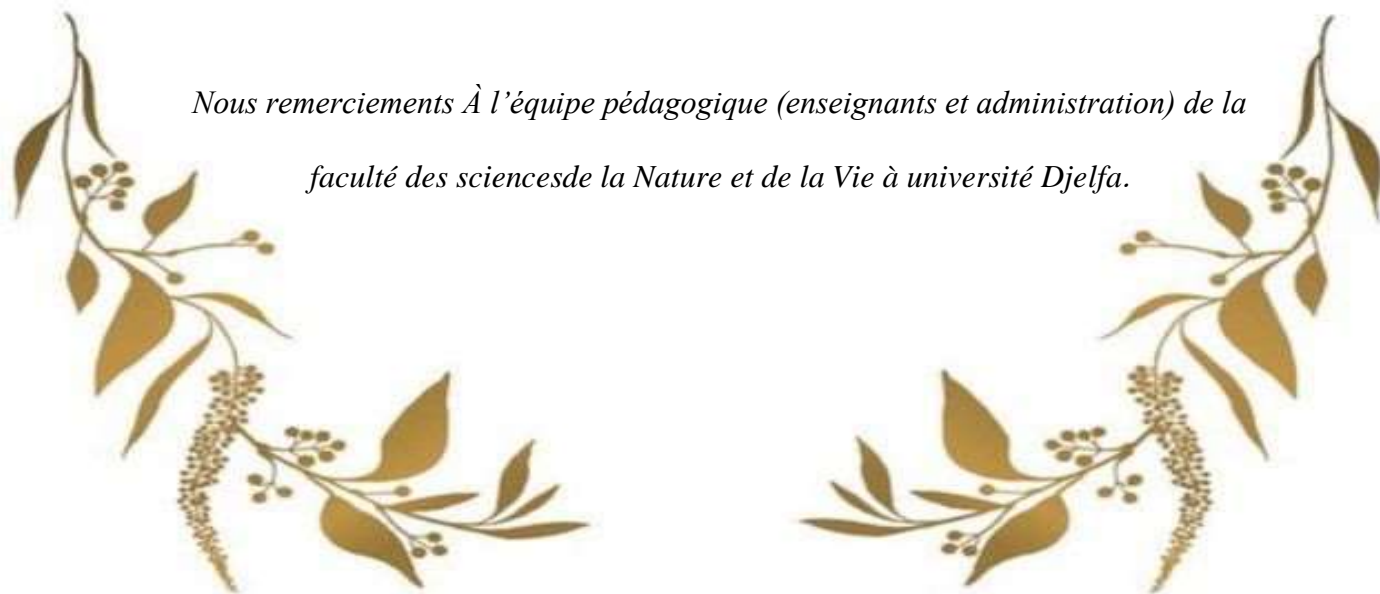 Nous remerciements À l’équipe pédagogique (enseignants et administration) de la
faculté des sciencesde la Nature et de la Vie à université Djelfa.